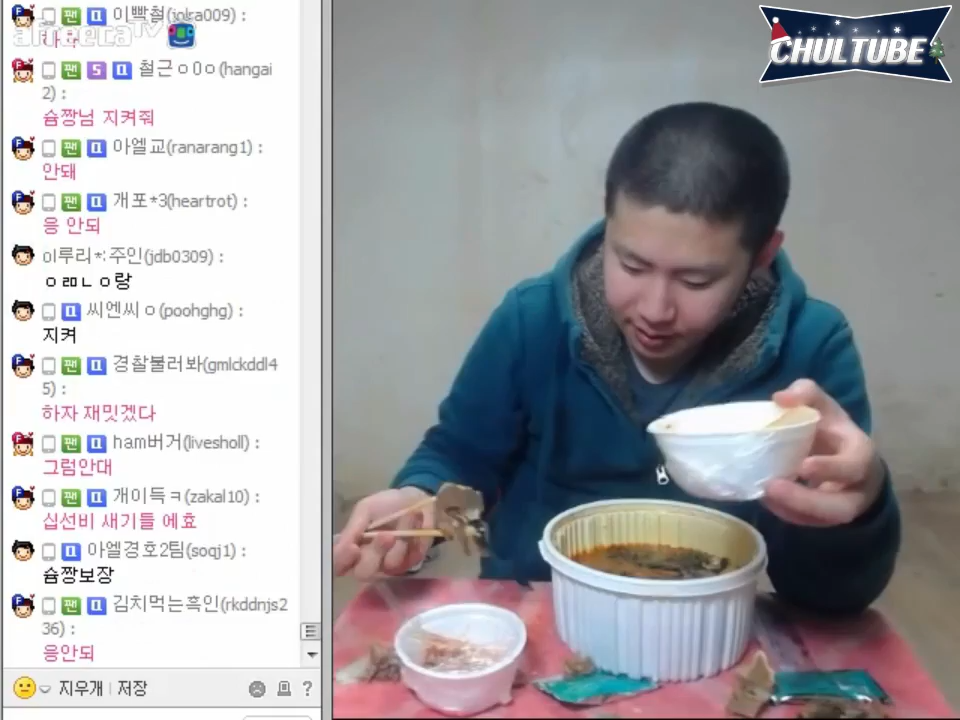 이빡철(joka009) :
afreecaTV
철근ㅇ0ㅇ(hangai
2) :
슘짱님 지켜줘
아엘교(ranarang1) :
안돼
개포*3(heartrot) :
응 안되
이루리*:주인(jdb0309) :
ㅇㄻㄴㅇ랑
씨엔씨ㅇ(poohghg) :
지켜
경찰불러봐(gmlckddl4
5) :
하자 재밋겠다
ham버거(livesholl) :
그럼안대
개이득ㅋ(zakal10) :
십선비 새기들 에효
아엘경호2팀(soqj1) :
슘짱보장
김치먹는흑인(rkddnjs2
36) :
응안되
지우개 | 저장
CHULTUBE